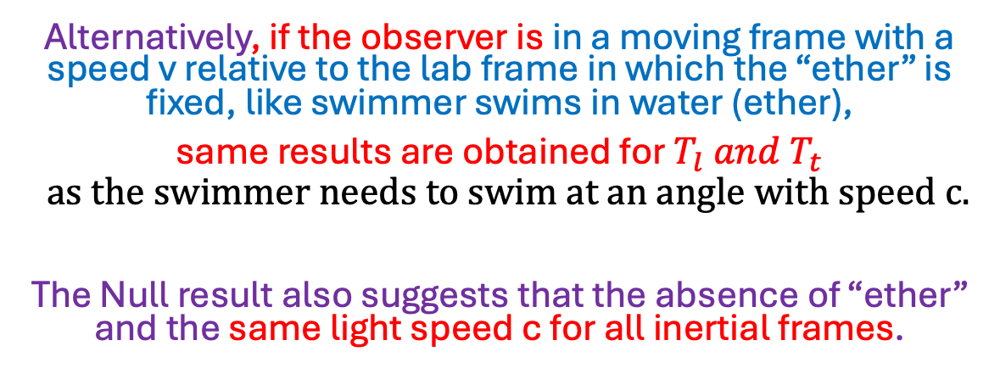 Alternatively, if the observer is in a moving frame with a
speed v relative to the lab frame in which the “ether” is
fixed, like swimmer swims in water (ether),
same results are obtained for T_l and T_t
as the swimmer needs to swim at an angle with speed c.
The Null result also suggests that the absence of “ether”
and the same light speed c for all inertial frames.